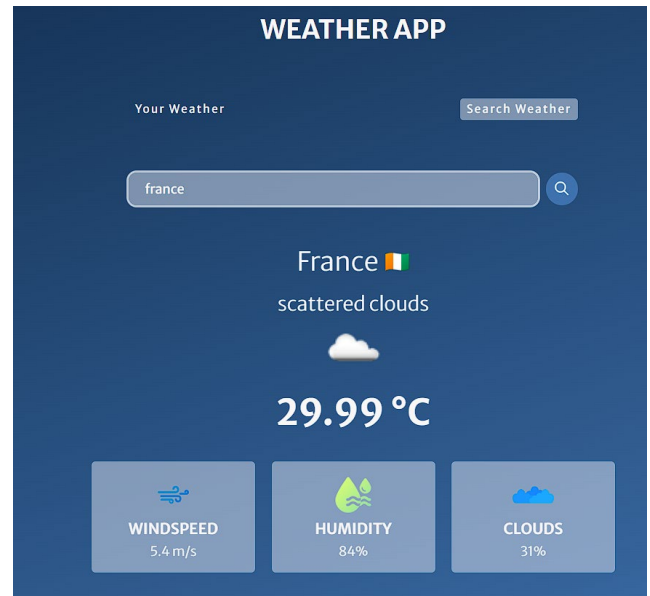 WEATHER APP
Your Weather
Search Weather
france
France 🇨🇮
scattered clouds
29.99 °C
WINDSPEED
5.4 m/s
HUMIDITY
84%
CLOUDS
31%